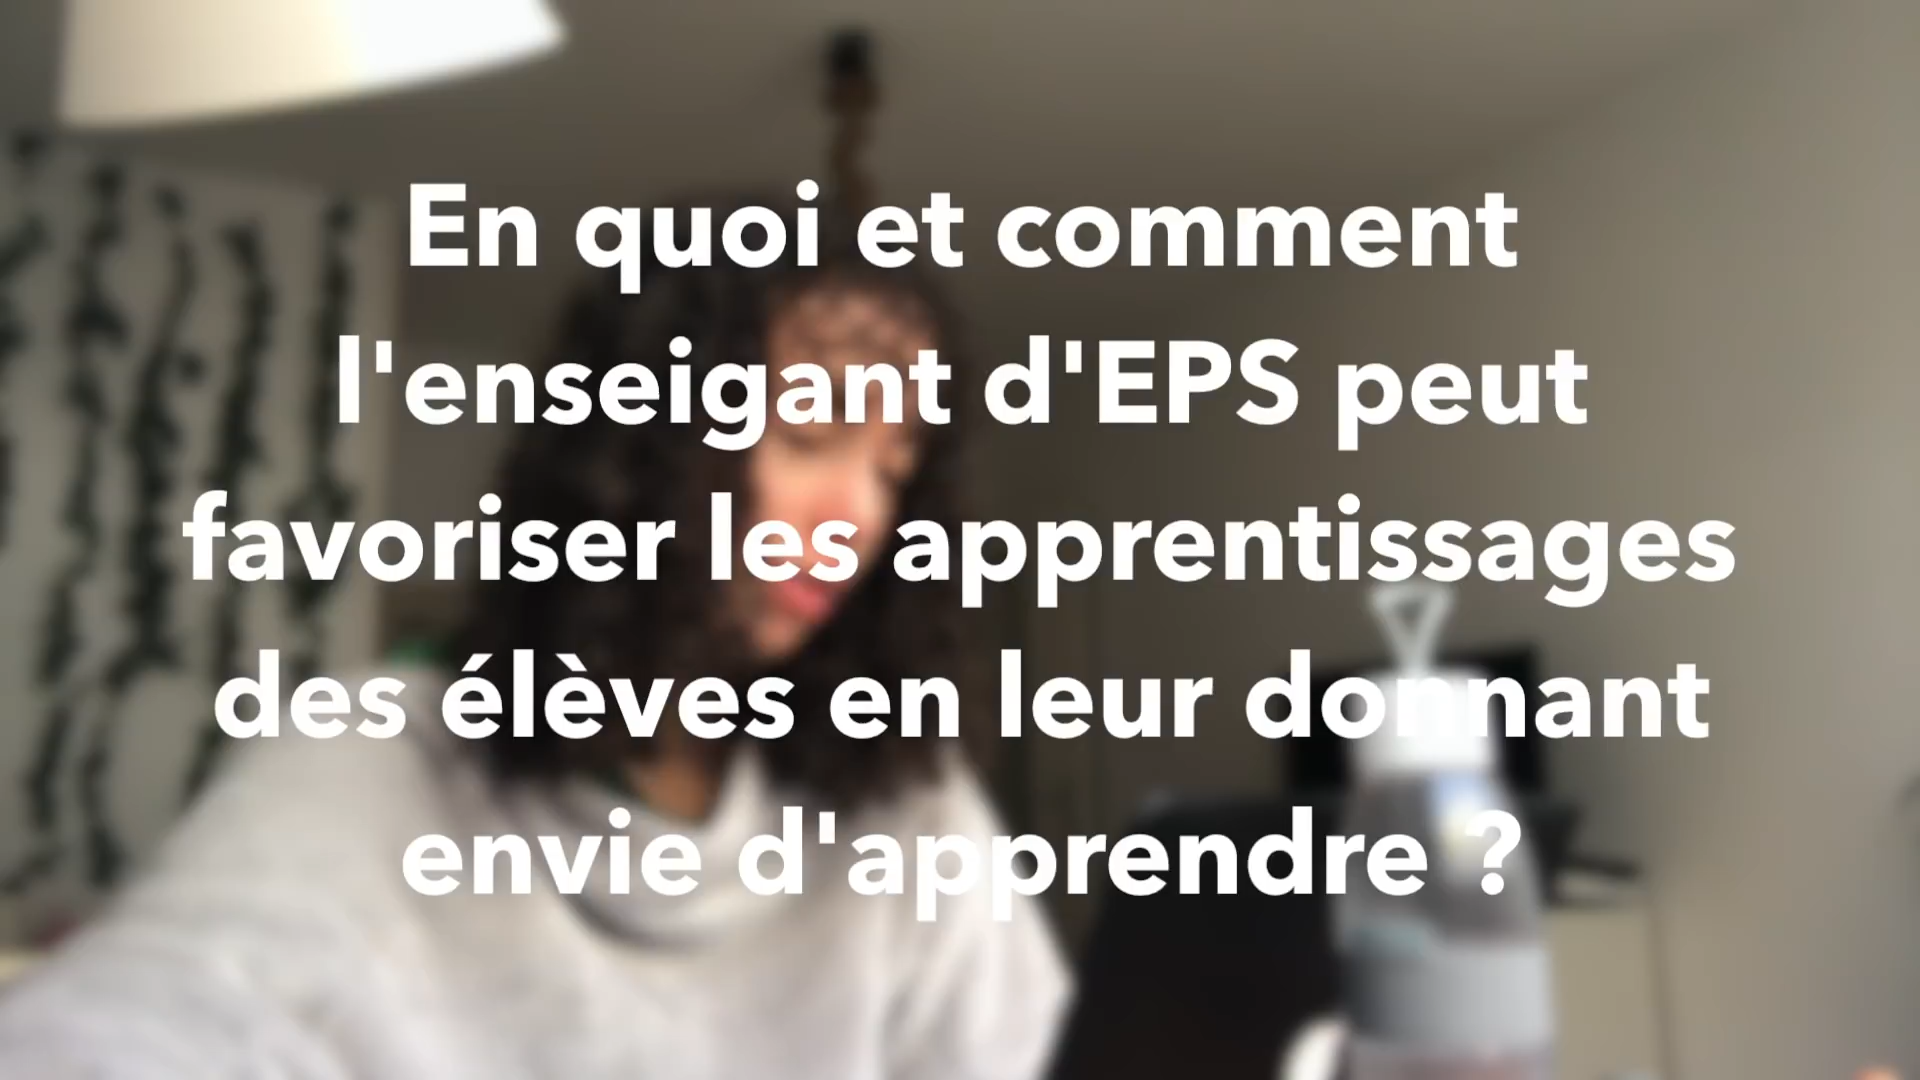 En quoi et comment
l'enseigant d'EPS peut
favoriser les apprentissages
des élèves en leur donnant
envie d'apprendre ?